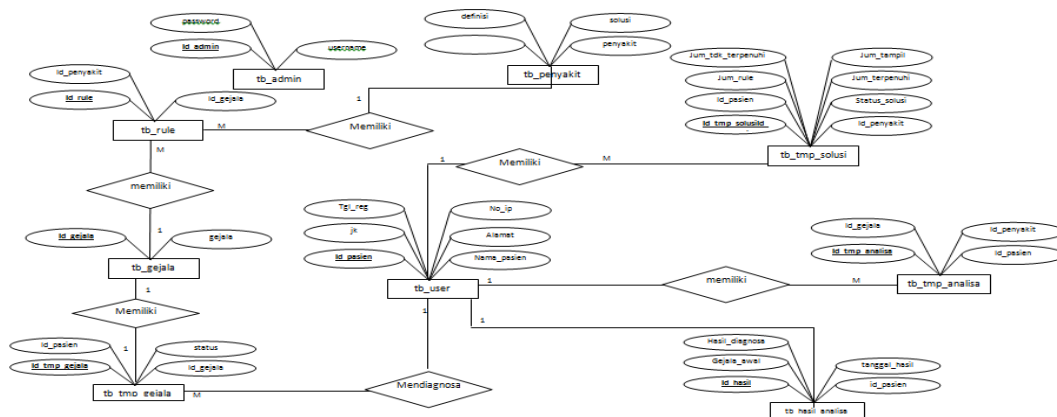 password
Id_admin
username
tb_admin
definisi
solusi
penyakit
tb_penyakit
Id_penyakit
Id_rule
Id_gejala
tb_rule
M
1
Memiliki
Jum_tdk_terpenuhi
Jum_tampil
Jum_rule
Jum_terpenuhi
Id_pasien
Status_solusi
Id_tmp_solusiId_
Id_penyakit
tb_tmp_solusi
M
1
Memiliki
M
memiliki
1
Id_gejala
gejala
tb_gejala
Tgl_reg
No_ip
jk
Alamat
Id_pasien
Nama_pasien
tb_user
Id_gejala
Id_penyakit
Id_tmp_analisa
id_pasien
tb_tmp_analisa
1
memiliki
M
1
Memiliki
1
Id_pasien
status
Id_tmp_gejala
Id_gejala
tb_tmp_gejala
M
1
Mendiagnosa
1
Hasil_diagnosa
Gejala_awal
Id_hasil
tanggal_hasil
id_pasien
tb_hasil_analisa